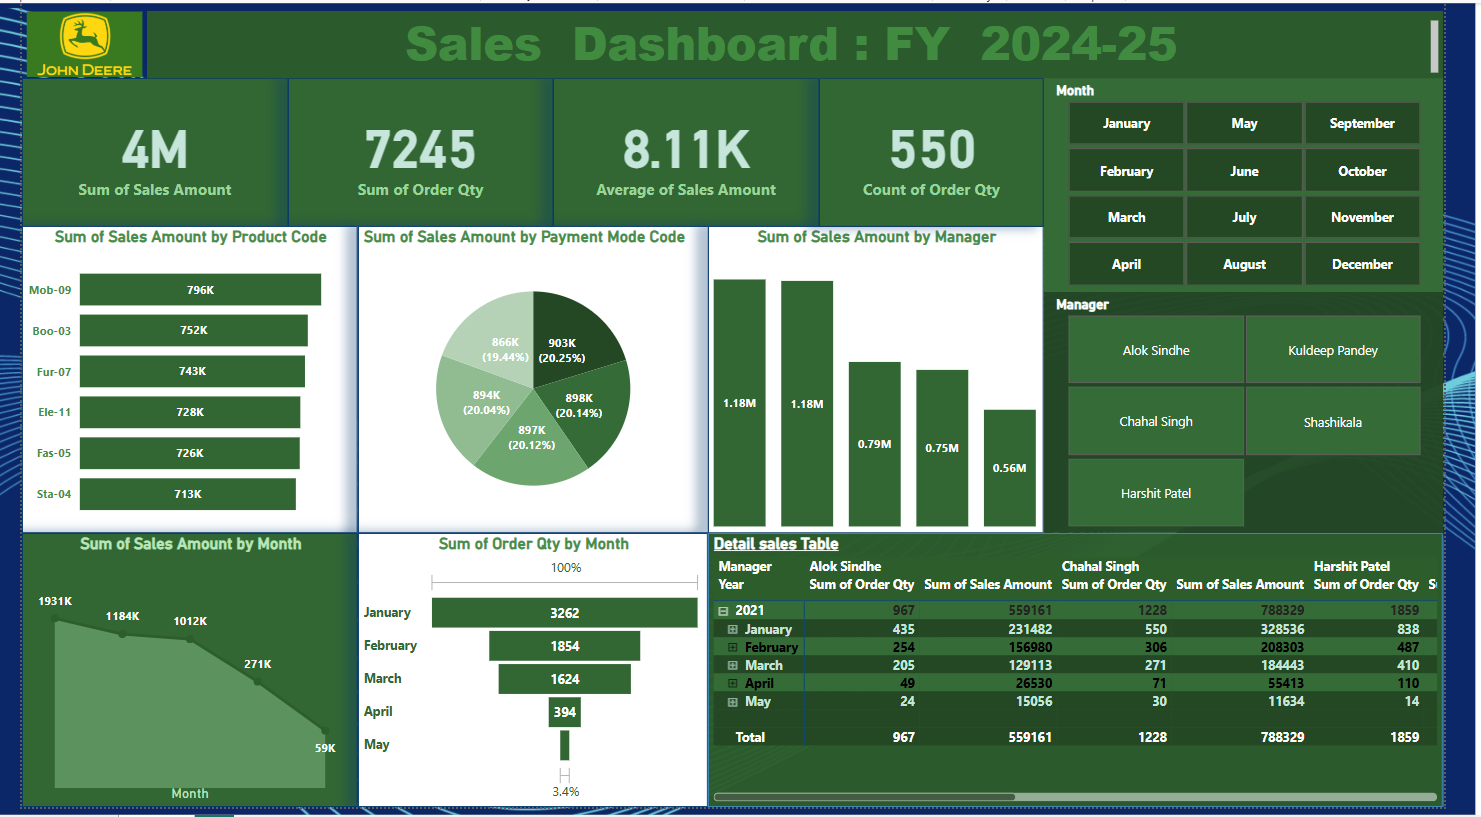 JOHN DEERE
Sales Dashboard : FY 2024-25
4M
Sum of Sales Amount
7245
Sum of Order Qty
8.11K
Average of Sales Amount
550
Count of Order Qty
Month
January May September
February June October
March July November
April August December
Sum of Sales Amount by Product Code
Mob-09 796K
Boo-03 752K
Fur-07 743K
Ele-11 728K
Fas-05 726K
Sta-04 713K
Sum of Sales Amount by Payment Mode Code
903K
(20.25%)
898K
(20.14%)
897K
(20.12%)
894K
(20.04%)
866K
(19.44%)
Sum of Sales Amount by Manager
1.18M 1.18M 0.79M 0.75M 0.56M
Manager
Alok Sindhe Kuldeep Pandey
Chahal Singh Shashikala
Harshit Patel
Sum of Sales Amount by Month
1931K
1184K
1012K
271K
59K
Month
Sum of Order Qty by Month
100%
January 3262
February 1854
March 1624
April 394
May
3.4%
Detail sales Table
Manager Alok Sindhe Chahal Singh Harshit Patel
Year Sum of Order Qty Sum of Sales Amount Sum of Order Qty Sum of Sales Amount Sum of Order Qty S
2021 967 559161 1228 788329 1859
January 435 231482 550 328536 838
February 254 156980 306 208303 487
March 205 129113 271 184443 410
April 49 26530 71 55413 110
May 24 15056 30 11634 14
Total 967 559161 1228 788329 1859